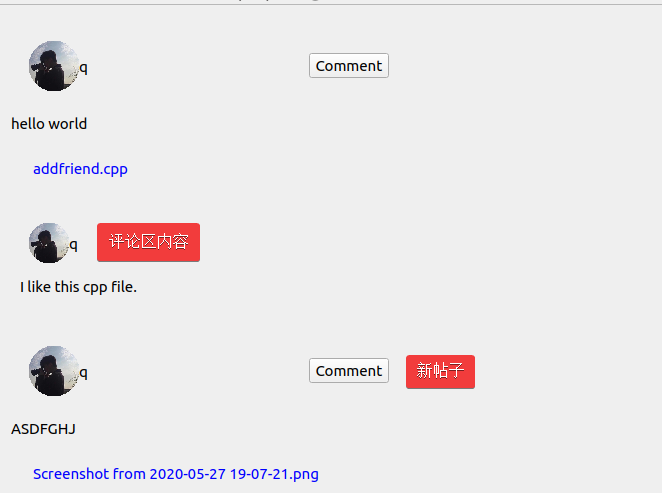 q
Comment
hello world
addfriend.cpp
q
评论区内容
I like this cpp file.
q
Comment
新帖子
ASDFGHJ
Screenshot from 2020-05-27 19-07-21.png